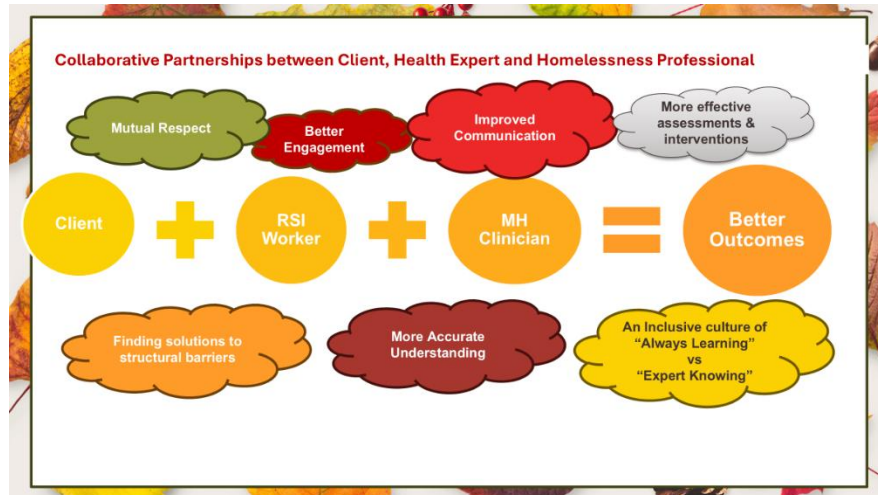 Collaborative Partnerships between Client, Health Expert and Homelessness Professional
Mutual Respect
Better
Engagement
Improved
Communication
More effective
assessments &
interventions
Client
RSI
Worker
MH
Clinician
Better
Outcomes
Finding solutions to
structural barriers
More Accurate
Understanding
An Inclusive culture of
“Always Learning”
vs
“Expert Knowing”